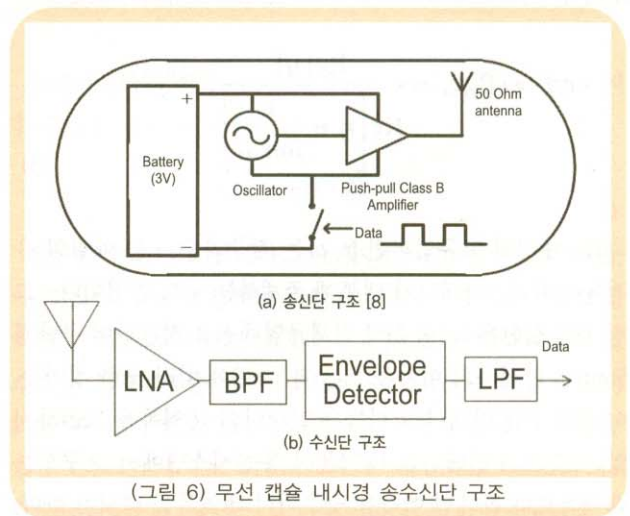 +
50 Ohm
antenna
Battery
(3V)
Oscillator
Push-pull Class B
Amplifier
Data
(a) 송신단 구조 [8]
LNA
BPF
Envelope
Detector
LPF
Data
(b) 수신단 구조
(그림 6) 무선 캡슐 내시경 송수신단 구조